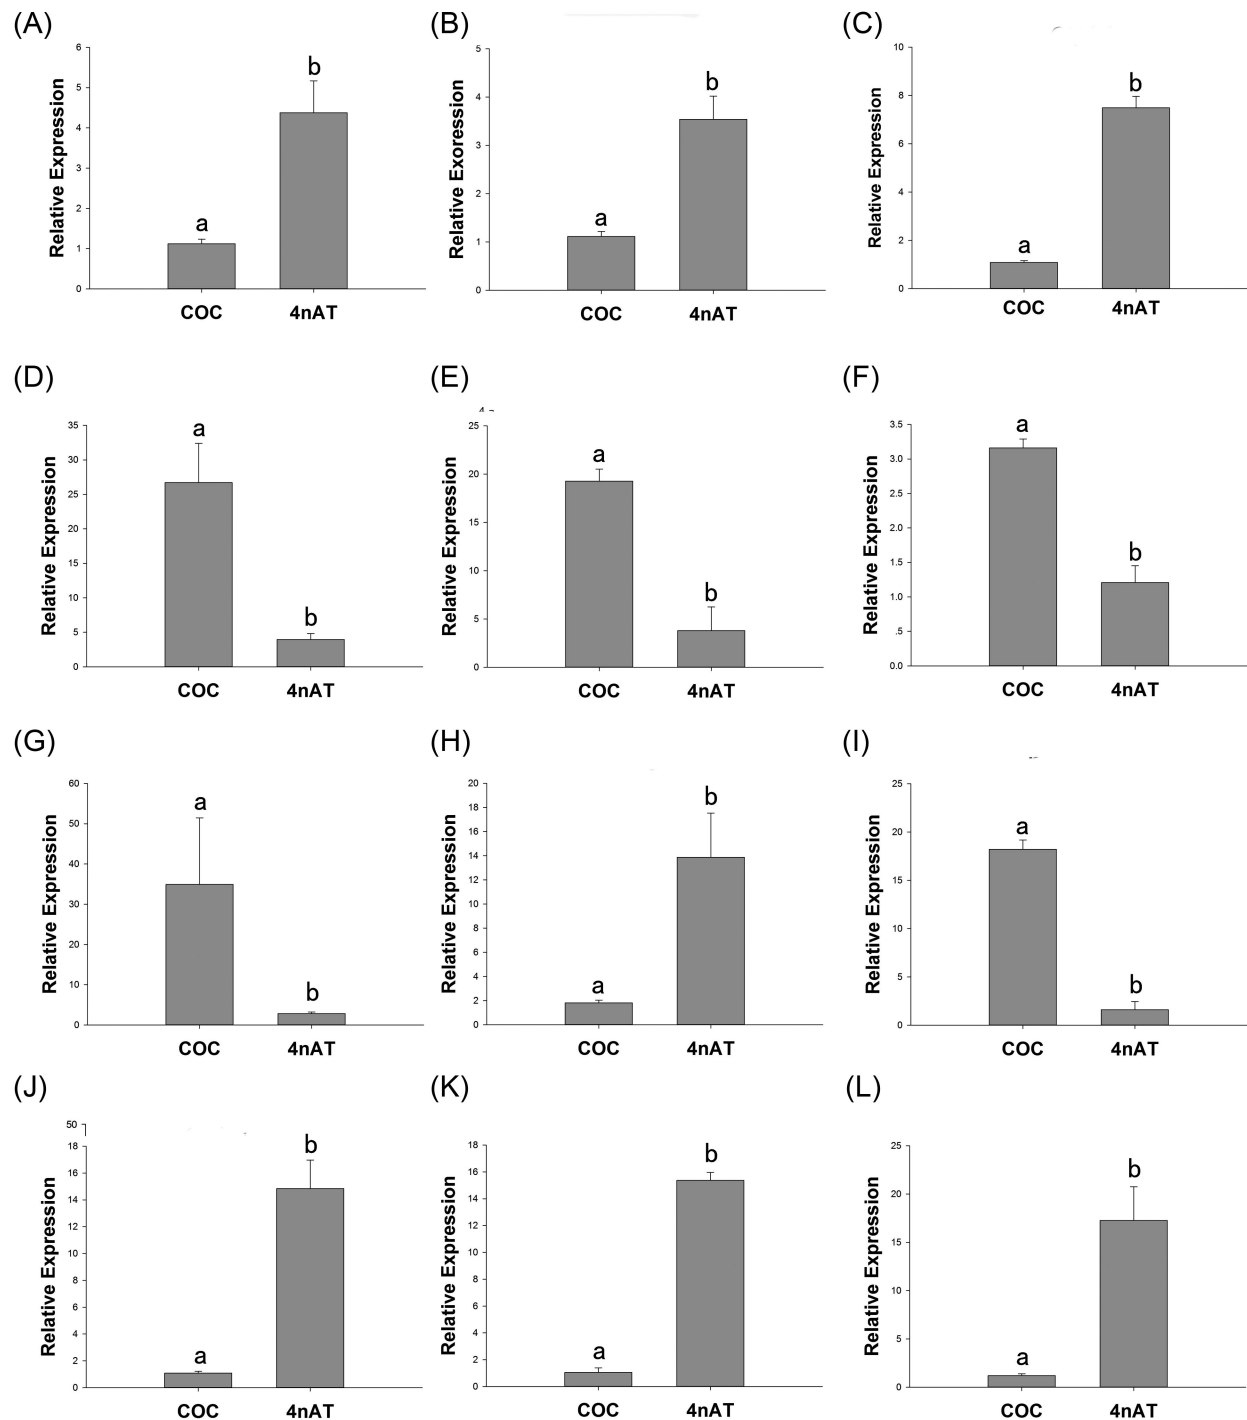 (A)
6
5
4
3
2
1
0
Relative Expression
a
b
COC 4nAT
(B)
5
4
3
2
1
0
Relative Exoression
a
b
COC 4nAT
(C)
10
8
6
4
2
0
Relative Expression
a
b
COC 4nAT
(D)
35
30
25
20
15
10
5
0
Relative Expression
a
b
COC 4nAT
(E)
25
20
15
10
5
0
Relative Expression
a
b
COC 4nAT
(F)
3.5
3.0
2.5
2.0
1.5
1.0
.5
0.0
Relative Expression
a
b
COC 4nAT
(G)
60
50
40
30
20
10
0
Relative Expression
a
b
COC 4nAT
(H)
20
18
16
14
12
10
8
6
4
2
0
Relative Expression
a
b
COC 4nAT
(I)
25
20
15
10
5
0
Relative Expression
a
b
COC 4nAT
(J)
50
18
16
14
12
10
8
6
4
2
0
Relative Expression
a
b
COC 4nAT
(K)
18
16
14
12
10
8
6
4
2
0
Relative Expression
a
b
COC 4nAT
(L)
25
20
15
10
5
0
Relative Expression
a
b
COC 4nAT